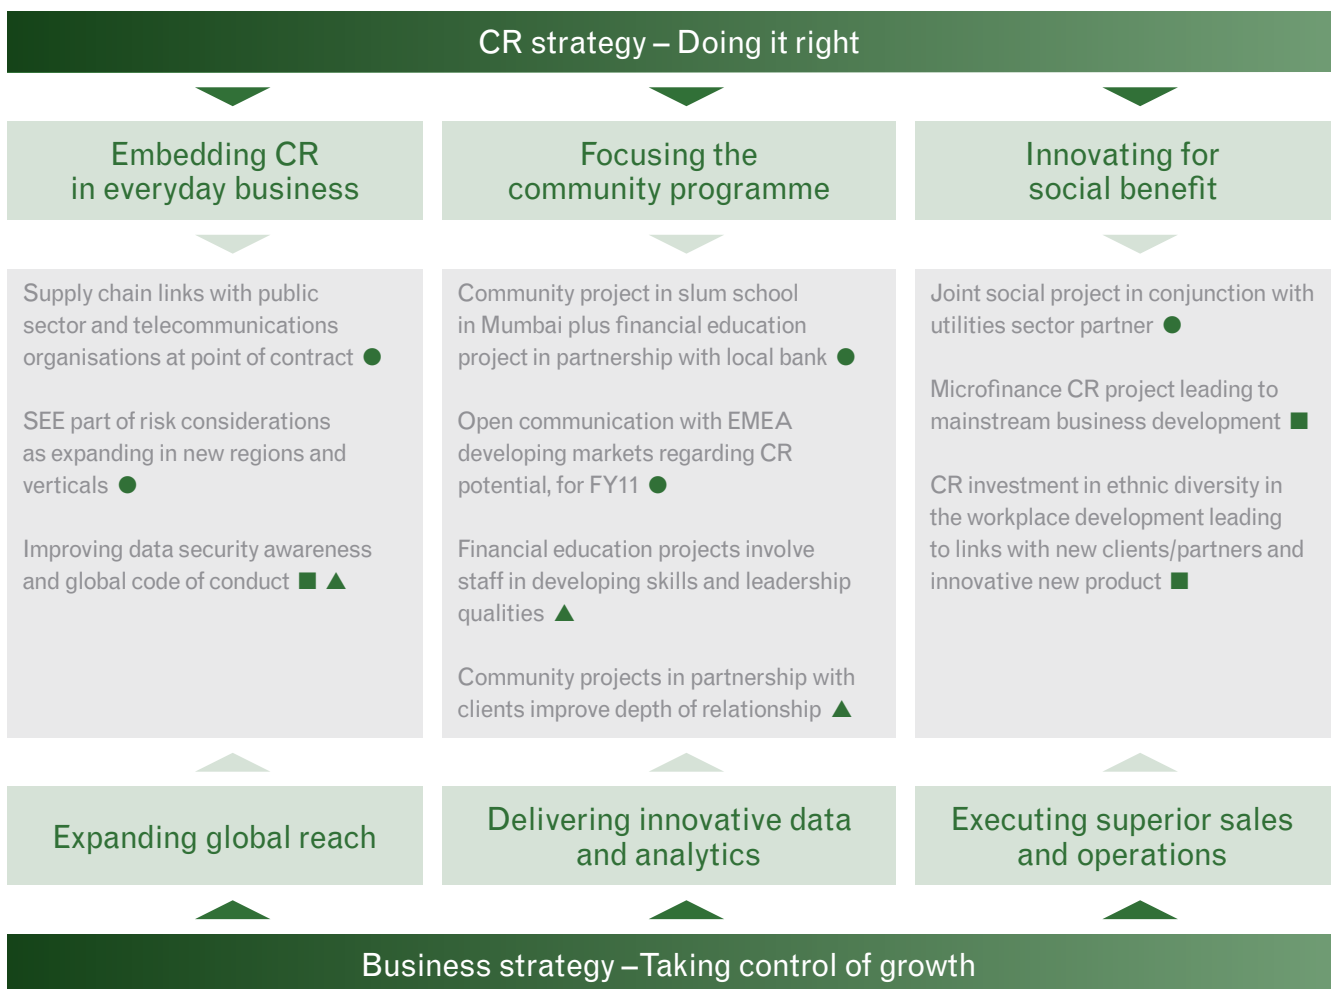 CR strategy – Doing it right
Embedding CR
in everyday business
Focusing the
community programme
Innovating for
social benefit
Supply chain links with public
sector and telecommunications
organisations at point of contract ●
SEE part of risk considerations
as expanding in new regions and
verticals ●
Improving data security awareness
and global code of conduct ■ ▲
Community project in slum school
in Mumbai plus financial education
project in partnership with local bank ●
Open communication with EMEA
developing markets regarding CR
potential, for FY11 ●
Financial education projects involve
staff in developing skills and leadership
qualities ▲
Community projects in partnership with
clients improve depth of relationship ▲
Joint social project in conjunction with
utilities sector partner ●
Microfinance CR project leading to
mainstream business development ■
CR investment in ethnic diversity in
the workplace development leading
to links with new clients/partners and
innovative new product ■
Expanding global reach
Delivering innovative data
and analytics
Executing superior sales
and operations
Business strategy –Taking control of growth